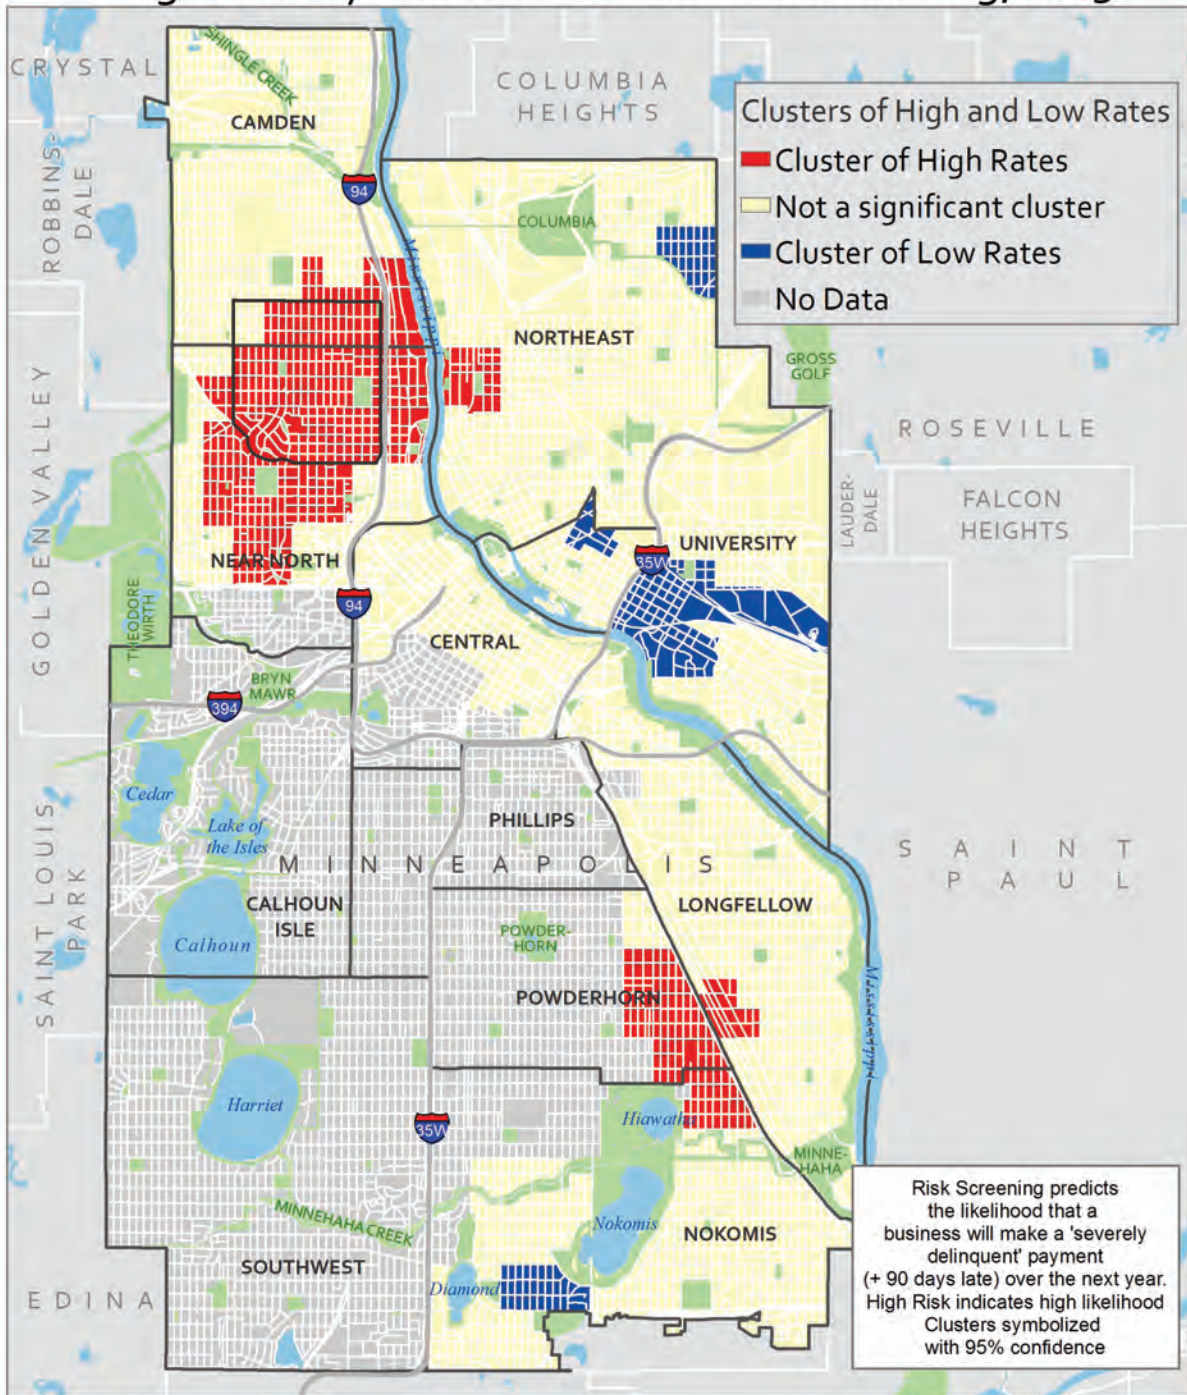 CRYSTAL
COLUMBIA
HEIGHTS
ROBBINS-
DALE
SHINGLE CREEK
CAMDEN
94
Clusters of High and Low Rates
Cluster of High Rates
Not a significant cluster
Cluster of Low Rates
No Data
COLUMBIA
Mississippi
NORTHEAST
GROSS
GOLF
GOLDEN VALLEY
ROSEVILLE
LAUDER-
DALE
FALCON
HEIGHTS
UNIVERSITY
35W
NEAR NORTH
94
THEODORE
WIRTH
CENTRAL
BRYN
MAWR
394
Cedar
Lake of
the Isles
PHILLIPS
MINNEAPOLIS
SAINT
PAUL
SAINT LOUIS
PARK
CALHOUN
ISLE
LONGFELLOW
Calhoun
POWDER-
HORN
POWDERHORN
Mississippi
Harriet
35W
Hiawatha
MINNE-
HAHA
MINNEHAHA CREEK
Nokomis
NOKOMIS
SOUTHWEST
Diamond
EDINA
Risk Screening predicts
the likelihood that a
business will make a 'severely
delinquent' payment
(+ 90 days late) over the next year.
High Risk indicates high likelihood
Clusters symbolized
with 95% confidence